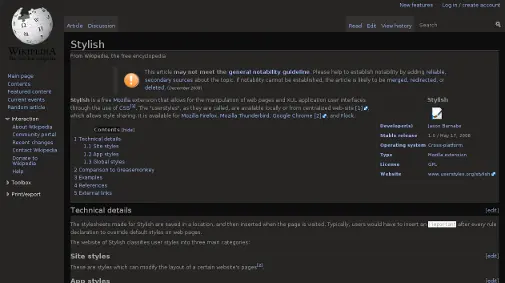 New features Log in / create account
WIKIPEDIA
Article Discussion Read Edit View history Search
Stylish
From Wikipedia, the free encyclopedia
This article may not meet the general notability guideline. Please help to establish notability by adding reliable,
secondary sources about the topic. If notability cannot be established, the article is likely to be merged, redirected, or
deleted. (December 2009)
Stylish is a free Mozilla extension that allows for the manipulation of web pages and XUL application user interfaces
through the use of CSS. The "userstyles", as they are called, are available locally or from centralized web-site [1]
which allows style sharing. It is available for Mozilla Firefox, Mozilla Thunderbird, Google Chrome [2], and Flock.
Stylish
Developer(s) Jason Barnabe
Stable release
Operating system Cross-platform
Type Mozilla extension
License GPL
Website www.userstyles.org/stylish
Contents [hide]
1 Technical details
1.1 Site styles
1.2 App styles
1.3 Global styles
2 Comparison to Greasemonkey
3 Examples
4 References
5 External links
Main page
Contents
Featured content
Current events
Random article
Interaction
About Wikipedia
Community portal
Recent changes
Contact Wikipedia
Donate to
Wikipedia
Help
Toolbox
Print/export
Technical details [edit]
The stylesheets made for Stylish are saved in a location, and then inserted when the page is visited. Typically, users would have to insert an !important after every rule
declaration to override default styles on web pages.
The website of Stylish classifies user styles into three main categories:
Site styles [edit]
These are styles which can modify the layout of a certain website's pages
App styles [edit]